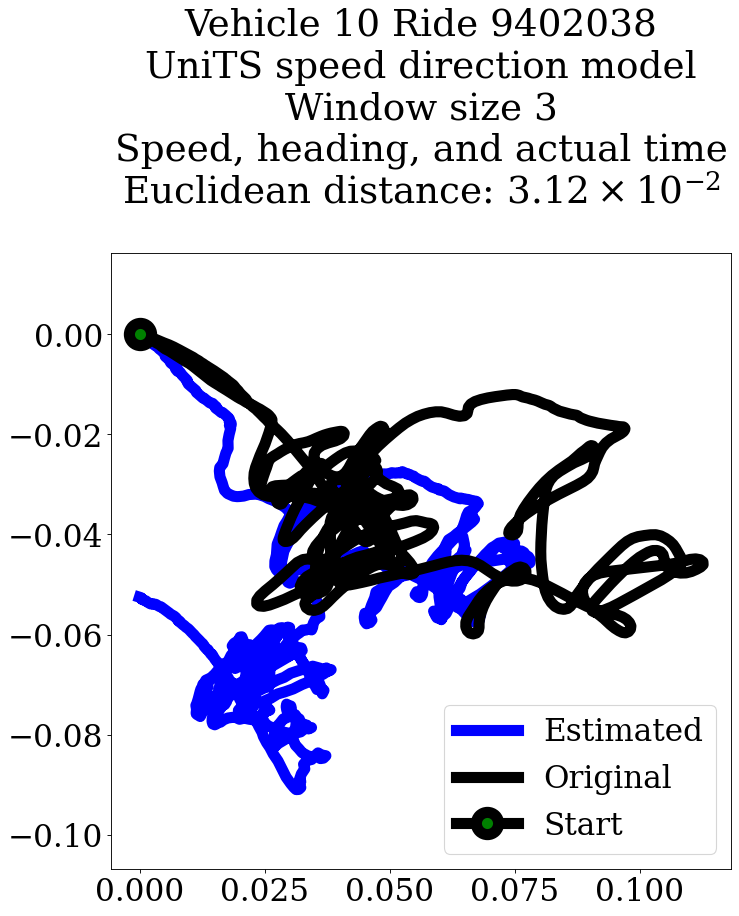 Vehicle 10 Ride 9402038
UniTS speed direction model
Window size 3
Speed, heading, and actual time
Euclidean distance: 3.12 × 10⁻²
0.00
−0.02
−0.04
−0.06
−0.08
−0.10
Estimated
Original
Start
0.000 0.025 0.050 0.075 0.100